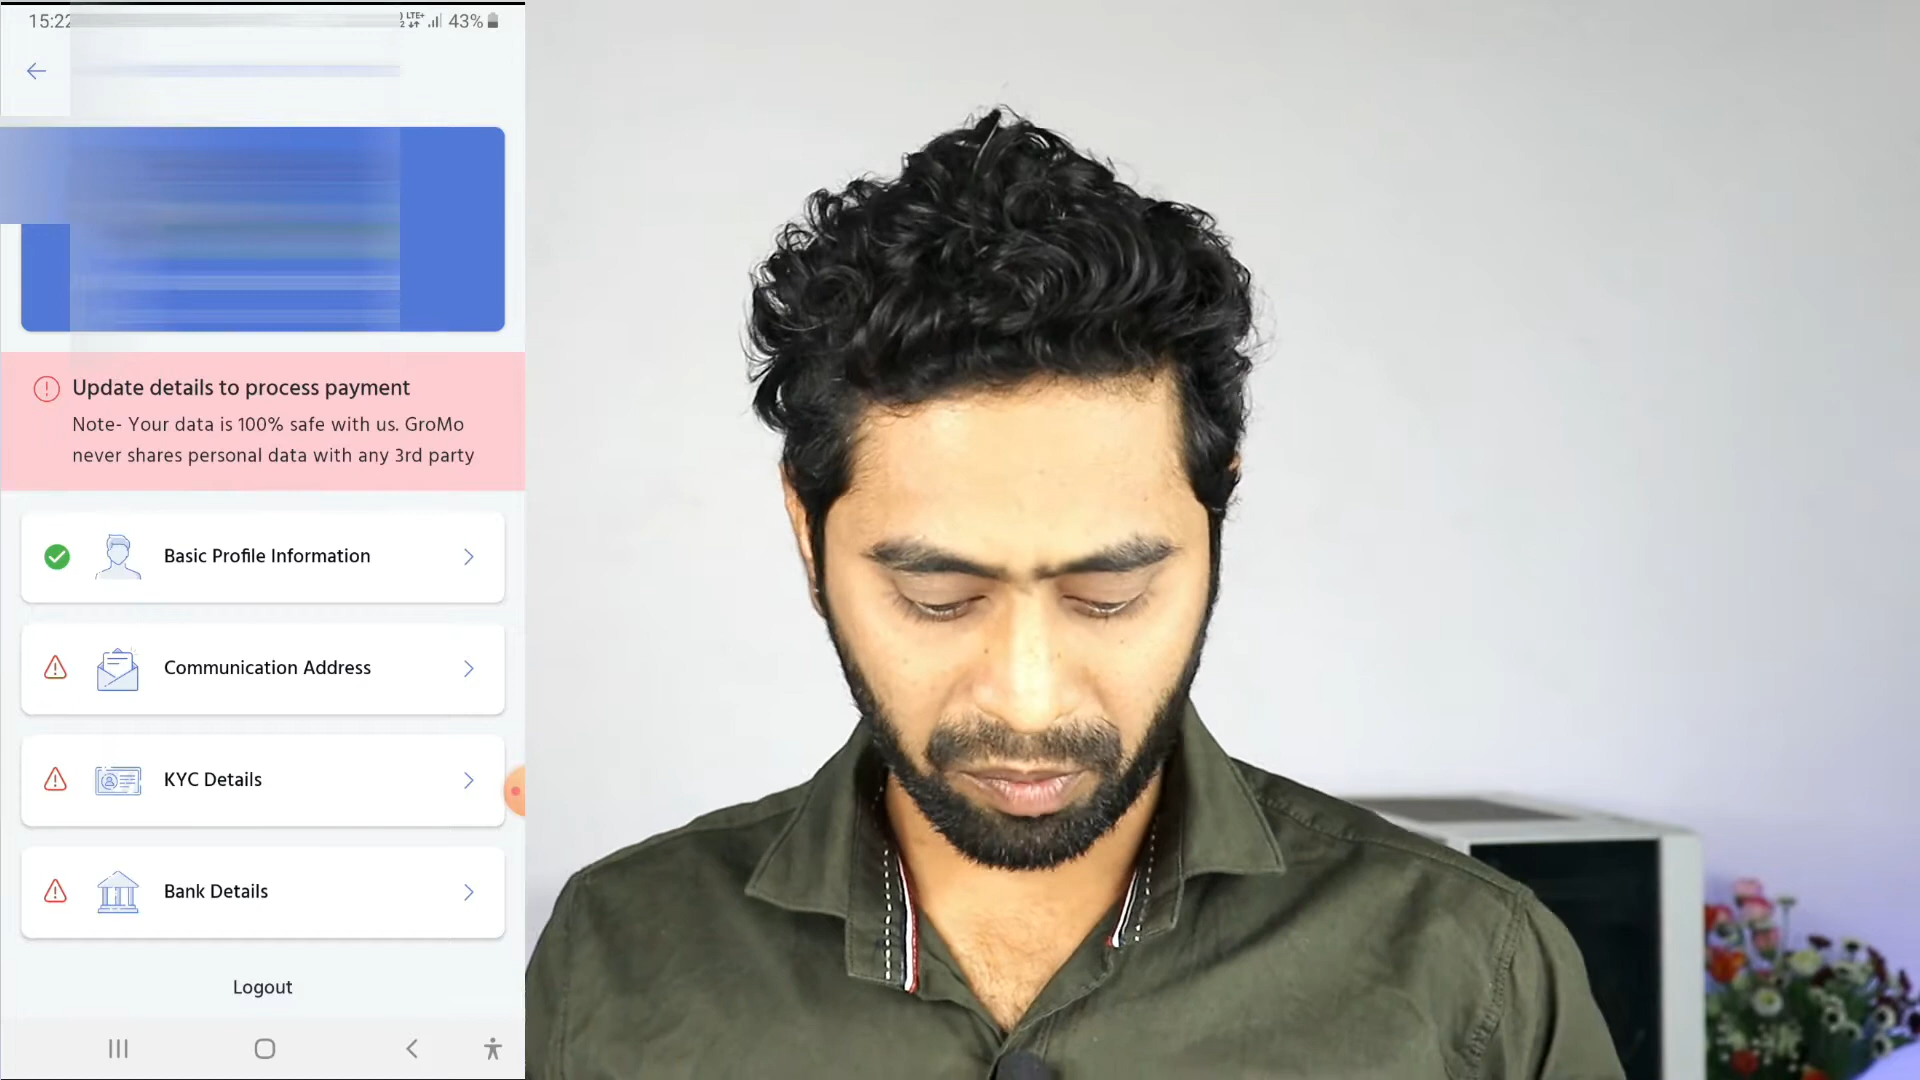 15:22
LTE+
43%
Update details to process payment
Note- Your data is 100% safe with us. GroMo
never shares personal data with any 3rd party
Basic Profile Information
Communication Address
KYC Details
Bank Details
Logout